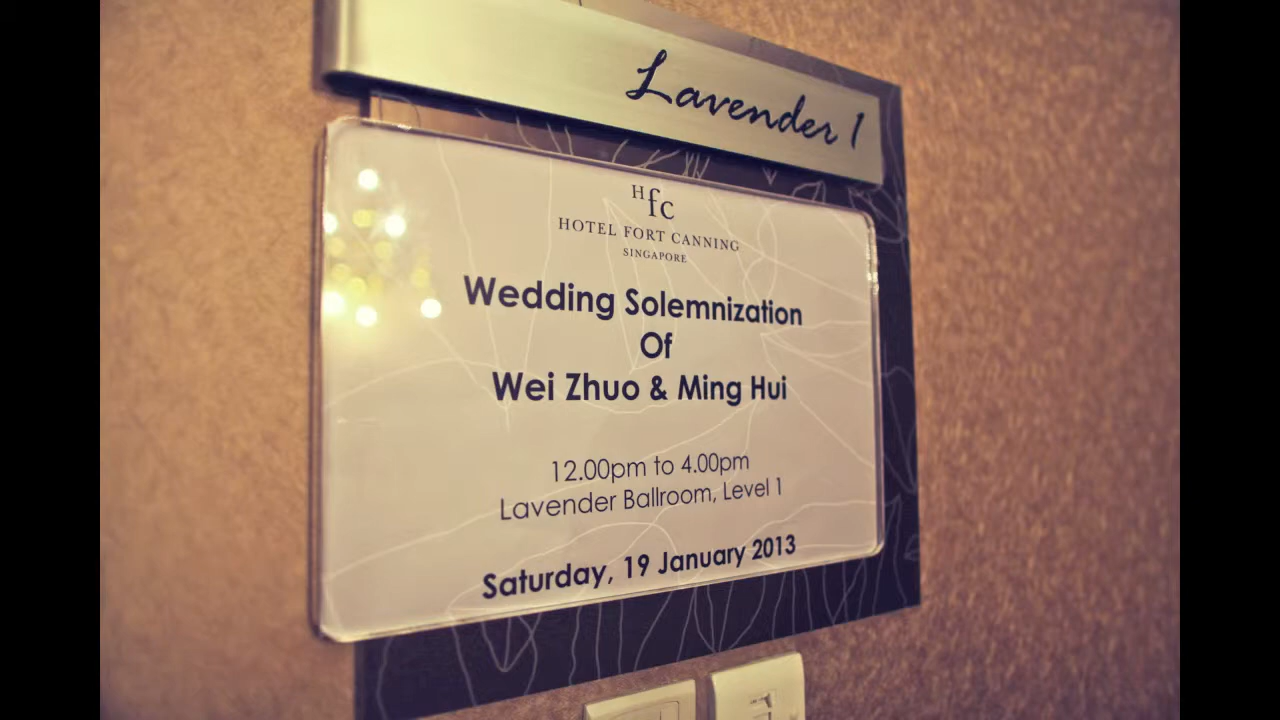 Lavender 1
Hfc
HOTEL FORT CANNING
SINGAPORE
Wedding Solemnization
Of
Wei Zhuo & Ming Hui
12.00pm to 4.00pm
Lavender Ballroom, Level 1
Saturday, 19 January 2013